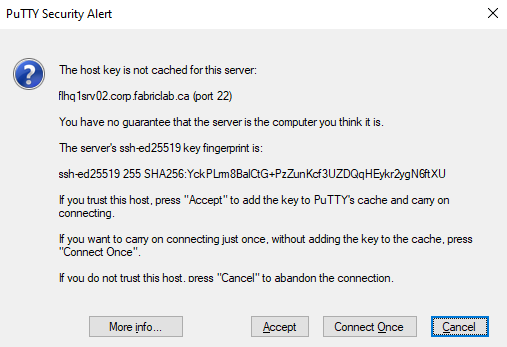 PuTTY Security Alert
The host key is not cached for this server:
flhq1srv02.corp.fabriclab.ca (port 22)
You have no guarantee that the server is the computer you think it is.
The server's ssh-ed25519 key fingerprint is:
ssh-ed25519 255 SHA256:YckPLm8BalCtG+PzZunKcf3UZDQqHEykr2ygN6ftXU
If you trust this host, press "Accept" to add the key to PuTTY's cache and carry on
connecting.
If you want to carry on connecting just once, without adding the key to the cache, press
"Connect Once".
If you do not trust this host, press "Cancel" to abandon the connection.
More info...
Accept
Connect Once
Cancel